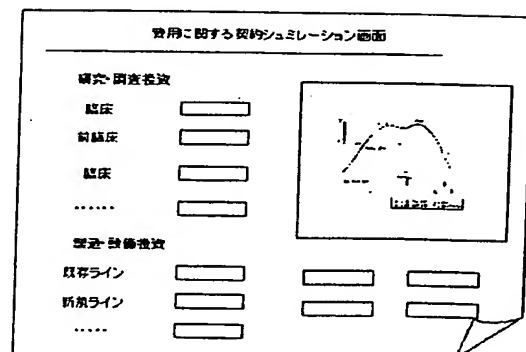 費用に関する契約シュミレーション画面
研究・調査投資
臨床
前臨床
臨床
......
製造・設備投資
既存ライン
新規ライン
......